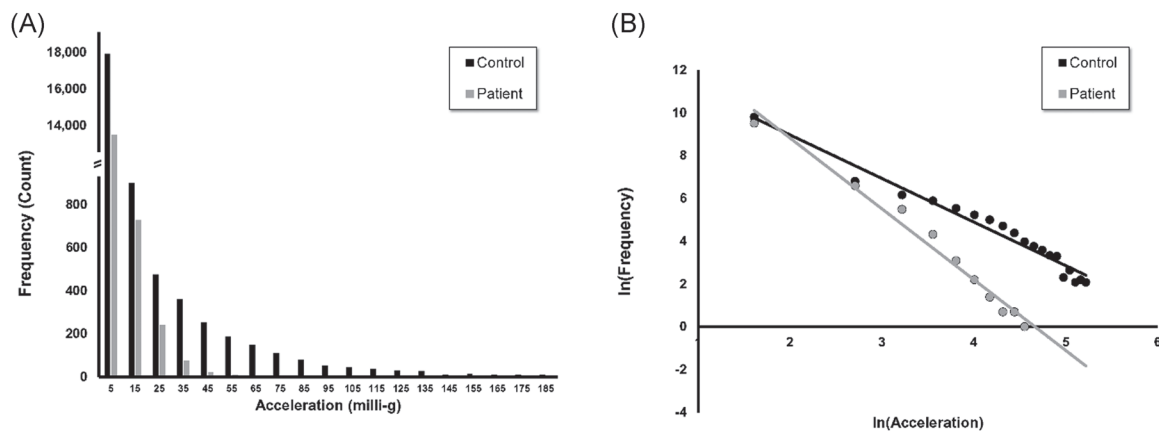 (A)
18,000
16,000
14,000
800
600
400
200
0
Frequency (Count)
Control
Patient
5 15 25 35 45 55 65 75 85 95 105 115 125 135 145 155 165 175 185
Acceleration (milli-g)
(B)
12
10
8
6
4
2
0
-2
-4
ln(Frequency)
Control
Patient
1 2 3 4 5 6
ln(Acceleration)